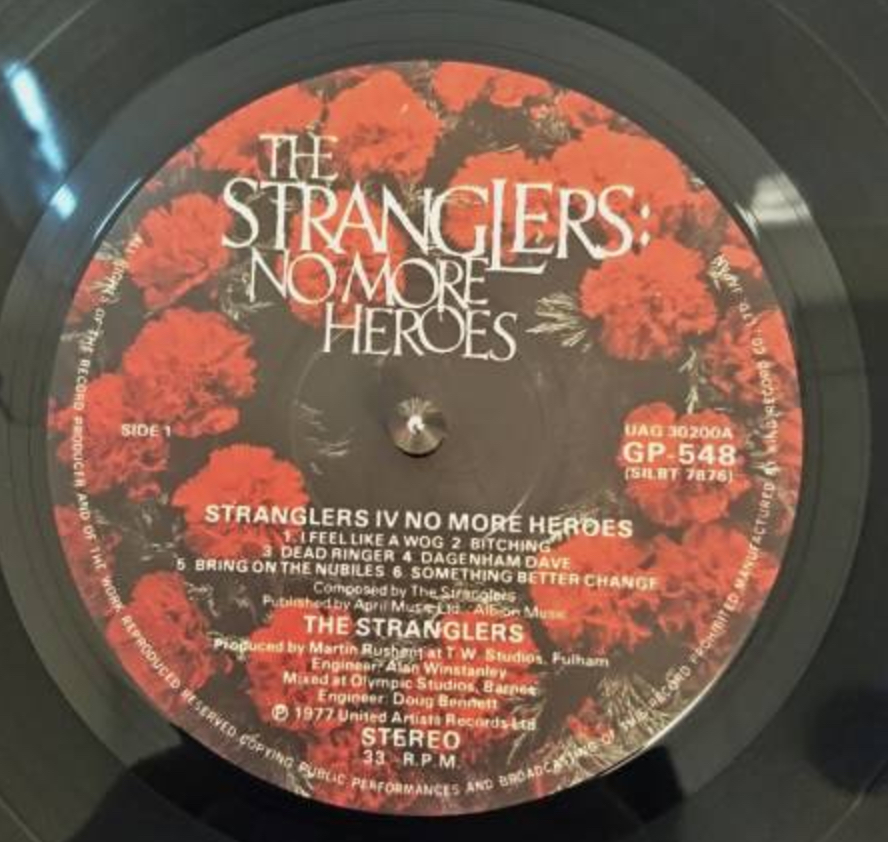 THE
STRANGLERS:
NO MORE
HEROES
SIDE 1
UAG 30200A
GP-548
(SILBT 7876)
STRANGLERS IV NO MORE HEROES
1. I FEEL LIKE A WOG 2 BITCHING
3 DEAD RINGER 4 DAGENHAM DAVE
5 BRING ON THE NUBILES 6 SOMETHING BETTER CHANGE
Composed by The Stranglers
Published by April Music Ltd. Albion Music
THE STRANGLERS
Produced by Martin Rushent at T.W. Studios, Fulham
Engineer: Alan Winstanley
Mixed at Olympic Studios, Barnes
Engineer: Doug Bennett
℗ 1977 United Artists Records Ltd
STEREO
33 R.P.M.
ALL RIGHTS OF THE RECORD PRODUCER AND OF THE WORK REPRODUCED RESERVED COPYING PUBLIC PERFORMANCES AND BROADCASTING OF THIS RECORD PROHIBITED MANUFACTURED BY KING RECORD CO., LTD. JAPAN